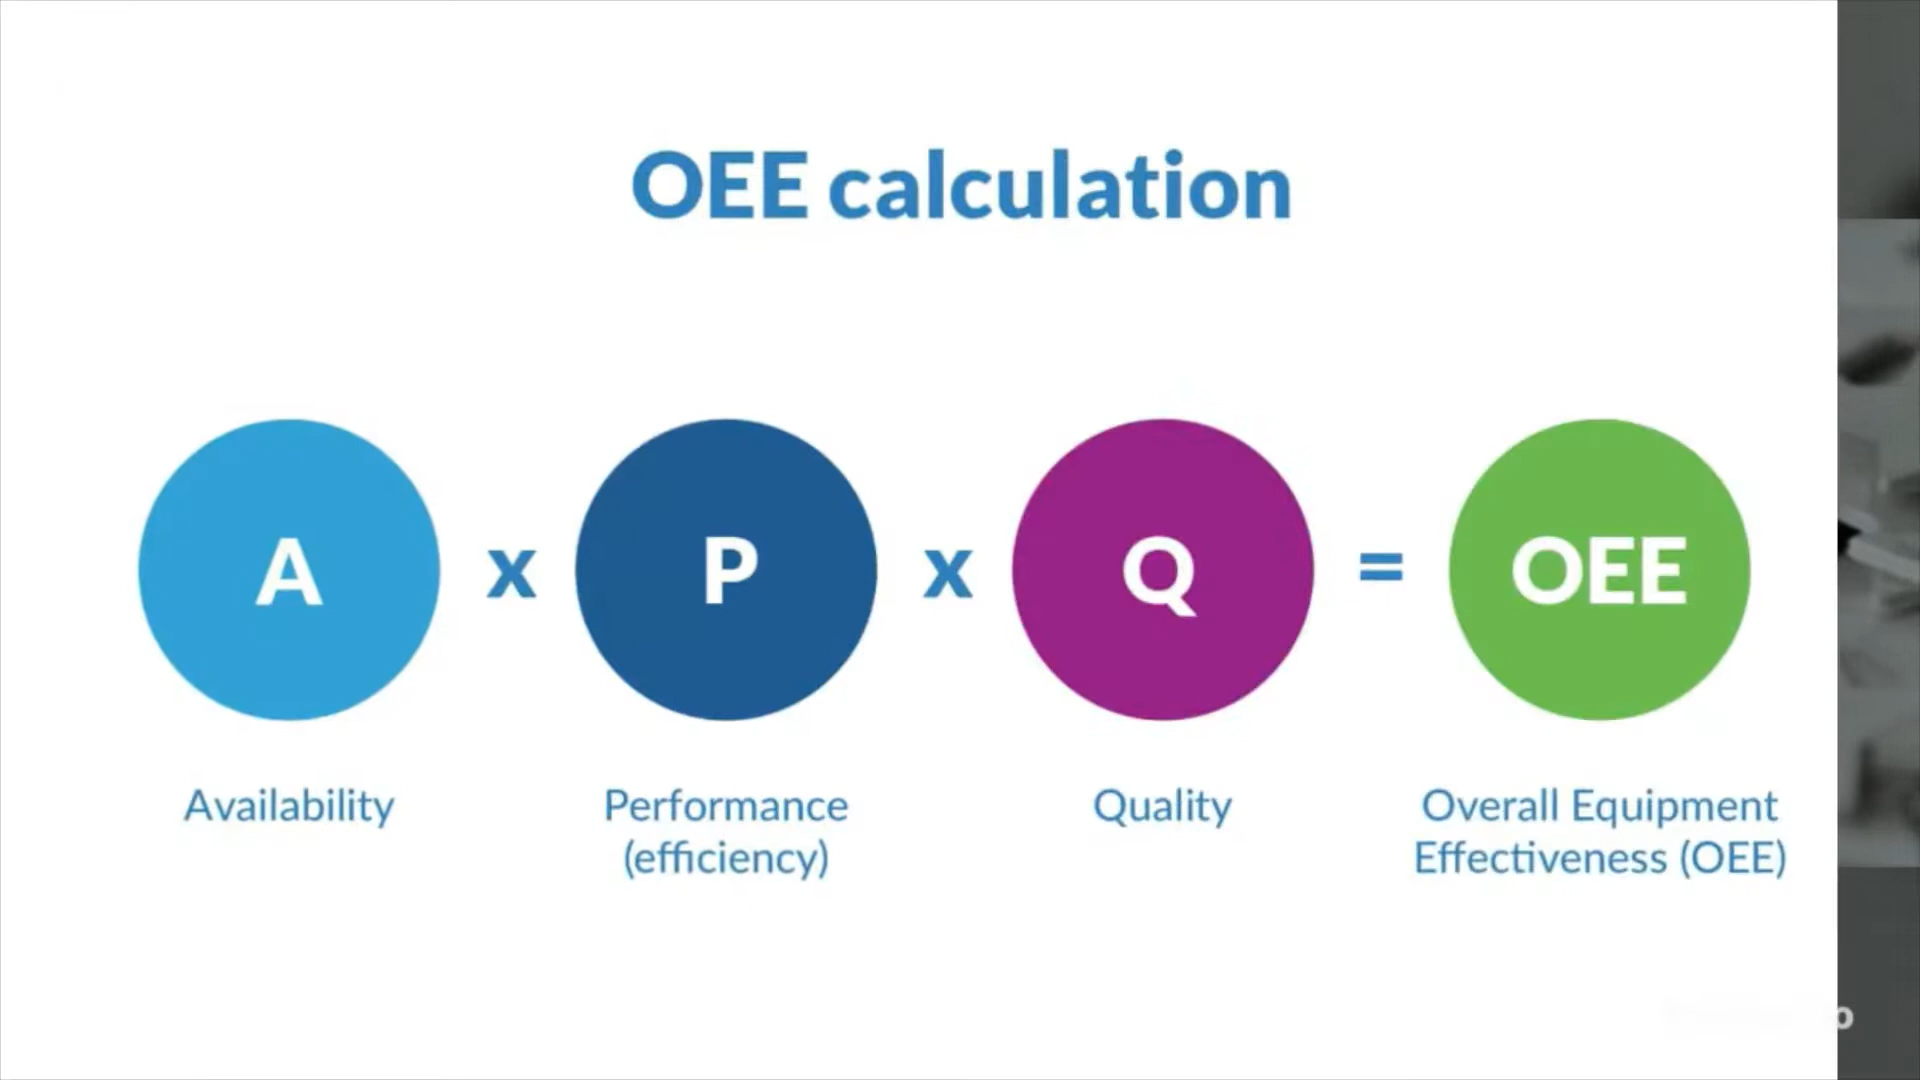 OEE calculation
A x P x Q = OEE
Availability
Performance
(efficiency)
Quality
Overall Equipment
Effectiveness (OEE)